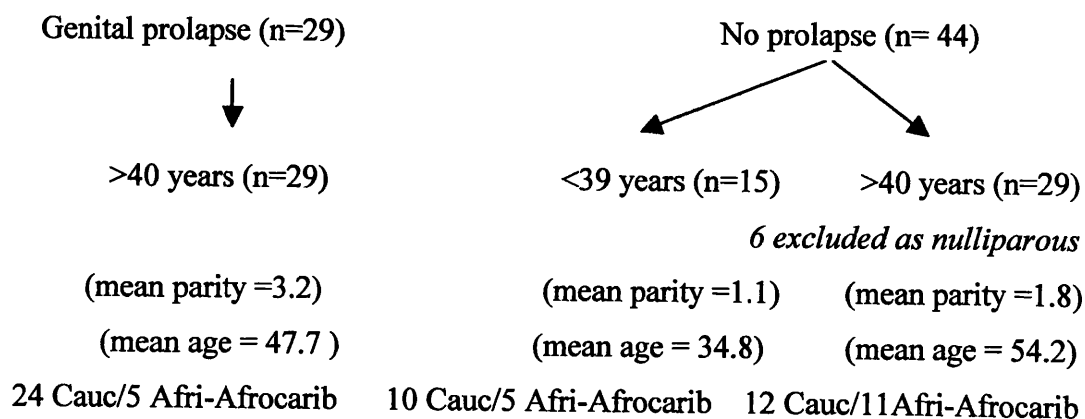 Genital prolapse (n=29) No prolapse (n= 44)
>40 years (n=29) <39 years (n=15) >40 years (n=29)
6 excluded as nulliparous
(mean parity =3.2) (mean parity =1.1) (mean parity =1.8)
(mean age = 47.7 ) (mean age = 34.8) (mean age = 54.2)
24 Cauc/5 Afri-Afrocarib 10 Cauc/5 Afri-Afrocarib 12 Cauc/11Afri-Afrocarib